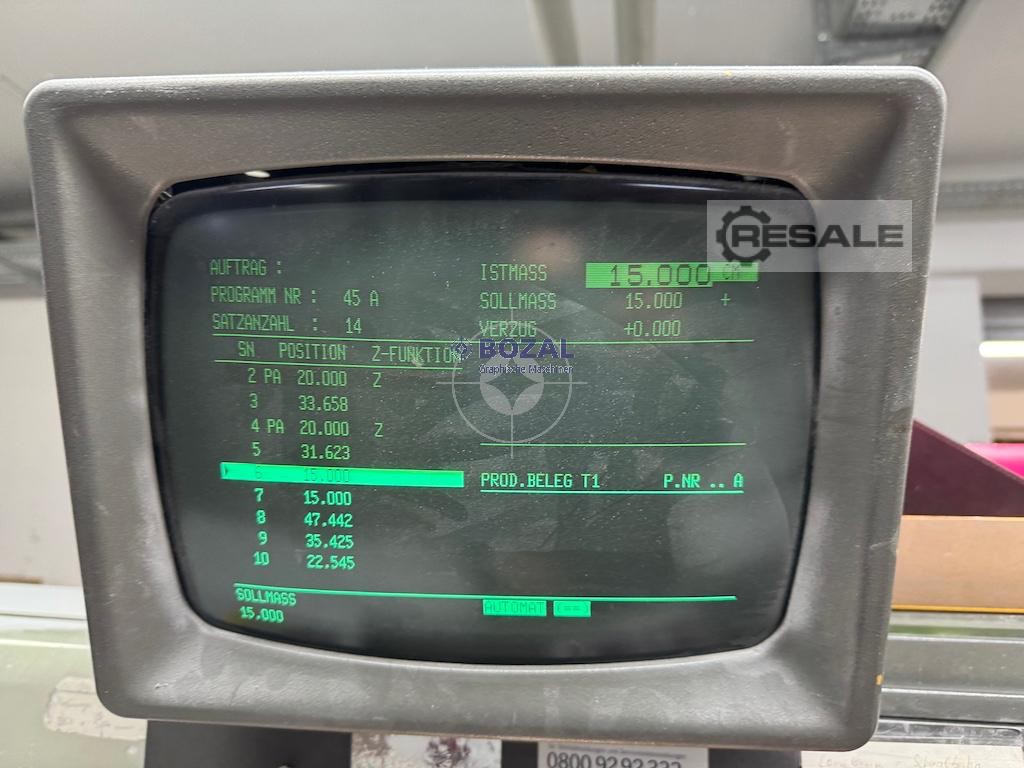 RESALE
AUFTRAG :
PROGRAMM NR : 45 A
SATZANZAHL : 14
ISTMASS 15.000 CM
SOLLMASS 15.000 +
VERZUG +0.000
SN POSITION Z-FUNKTION
BOZAL
Graphische Maschinen
2 PA 20.000 Z
3 33.658
4 PA 20.000 Z
5 31.623
6 15.000
7 15.000
8 47.442
9 35.425
10 22.545
PROD.BELEG T1 P.NR .. A
SOLLMASS
15.000
AUTOMAT (==)
0800 92 92 222